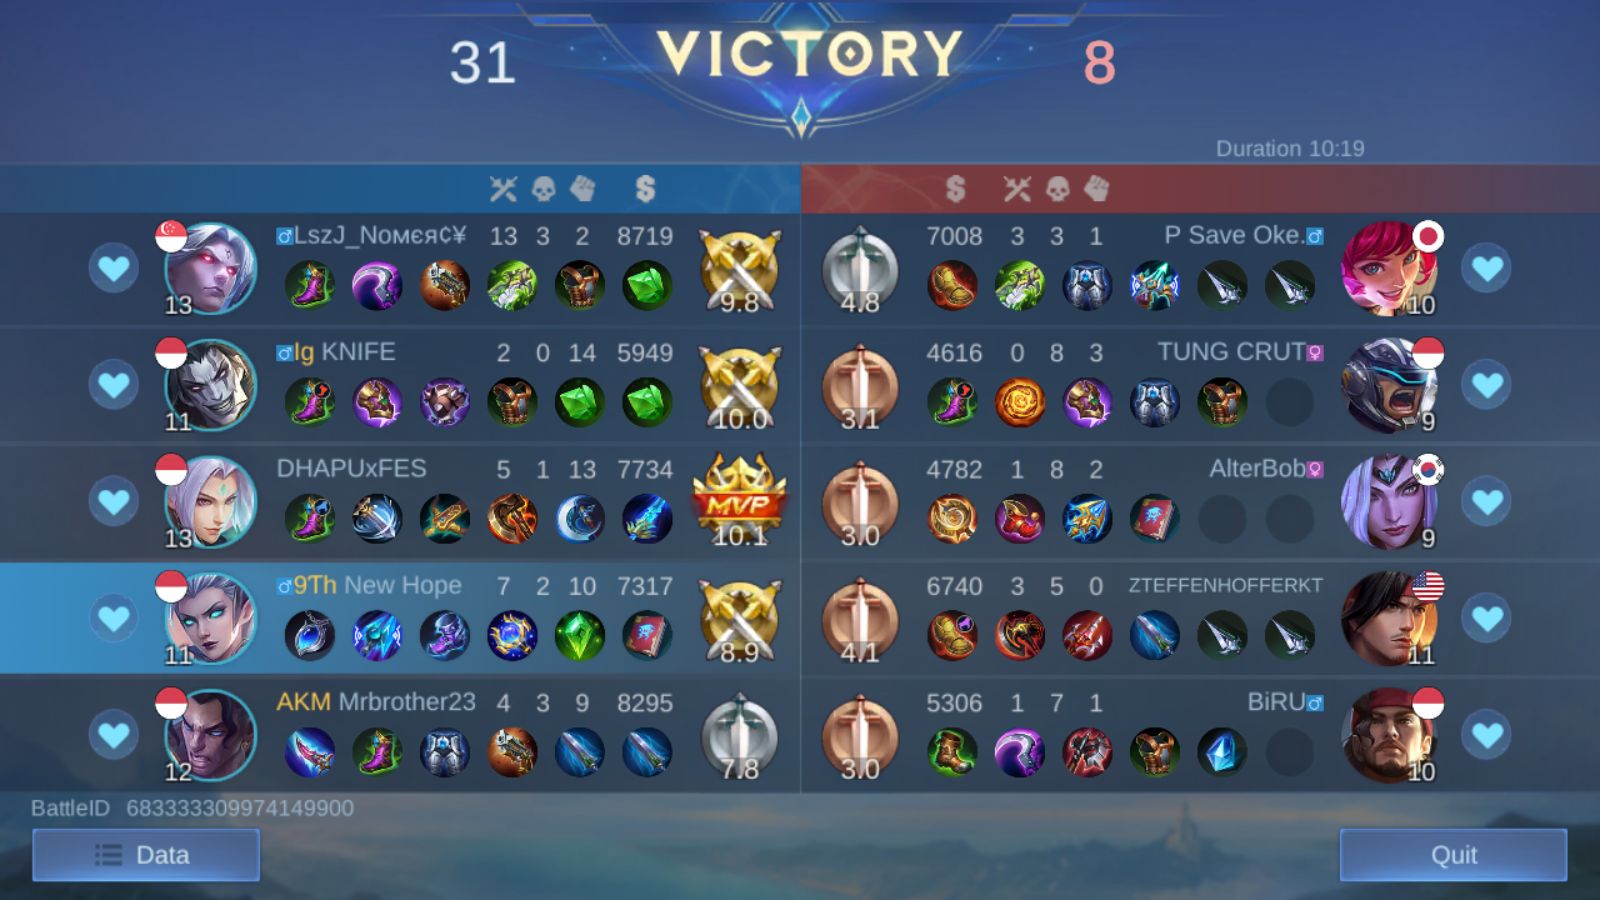 31 VICTORY 8
Duration 10:19
LszJ_Noмєя¢¥ 13 3 2 8719
13 9.8
4.8 7008 3 3 1 P Save Oke.
10
Ig KNIFE 2 0 14 5949
11 10.0
3.1 4616 0 8 3 TUNG CRUT
9
DHAPUxFES 5 1 13 7734
MVP
13 10.1
3.0 4782 1 8 2 AlterBob
9
9Th New Hope 7 2 10 7317
11 8.9
4.1 6740 3 5 0 ZTEFFENHOFFERKT
11
AKM Mrbrother23 4 3 9 8295
12 7.8
3.0 5306 1 7 1 BiRU
10
BattleID 683333309974149900
Data
Quit